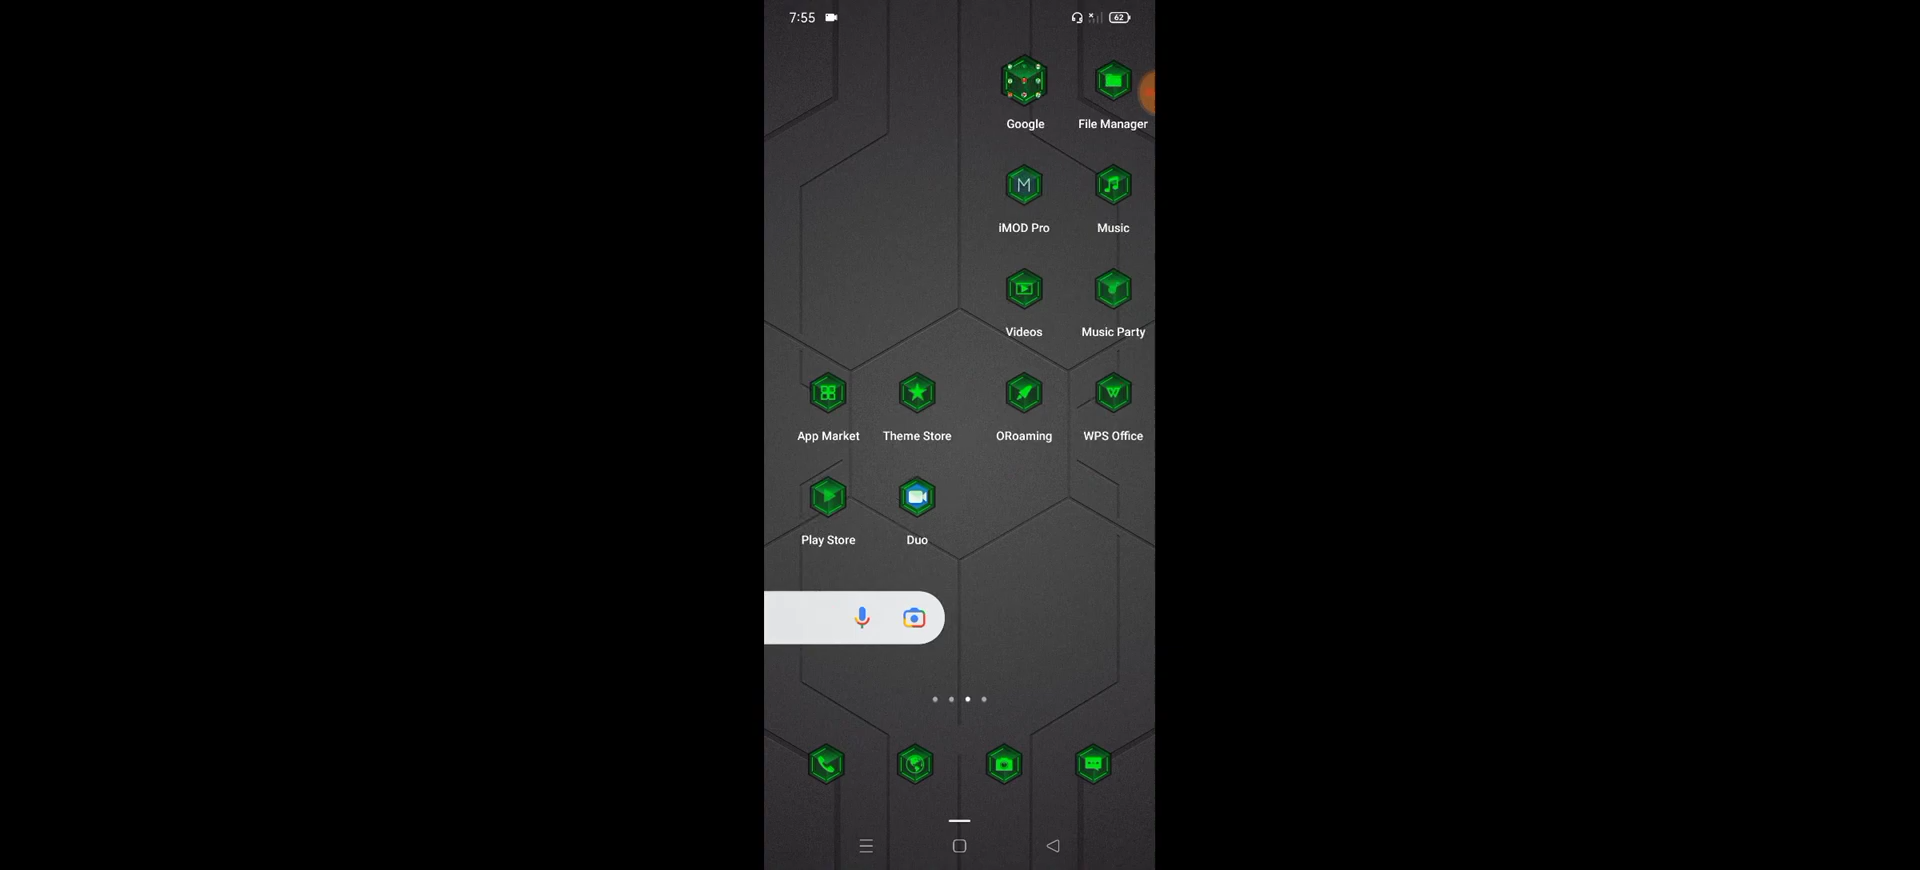 7:55
62
Google
File Manager
M
iMOD Pro
Music
Videos
Music Party
App Market
Theme Store
ORoaming
WPS Office
Play Store
Duo